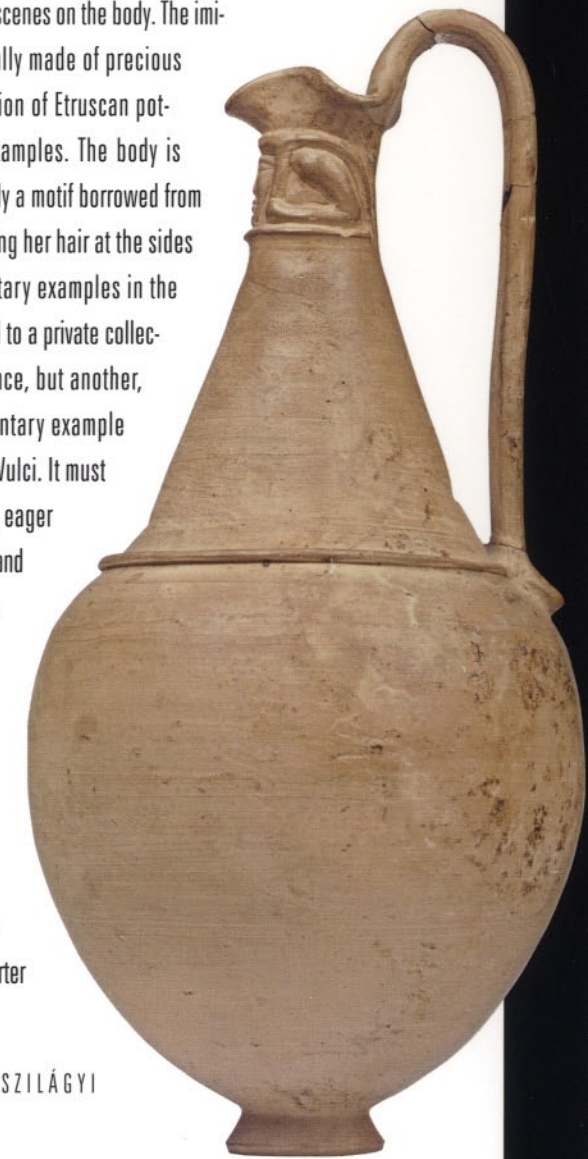 scenes on the body. The imi-
ally made of precious
ion of Etruscan pot-
amples. The body is
ly a motif borrowed from
ng her hair at the sides
tary examples in the
to a private collec-
nce, but another,
ntary example
Vulci. It must
eager
and
rter
SZILÁGYI